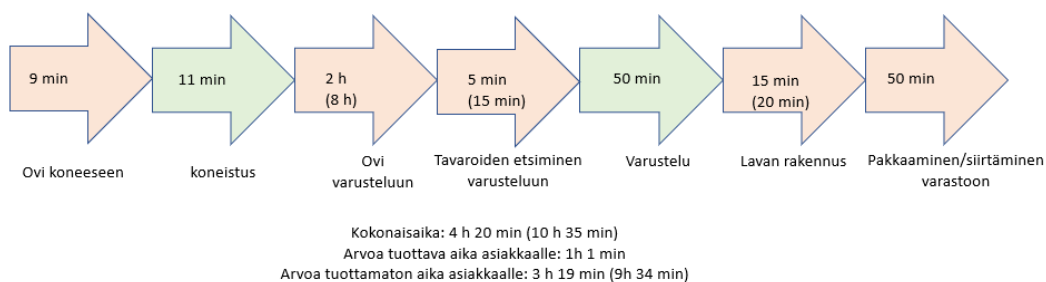 9 min
11 min
2 h
(8 h)
5 min
(15 min)
50 min
15 min
(20 min)
50 min
Ovi koneeseen
koneistus
Ovi
varusteluun
Tavaroiden etsiminen
varusteluun
Varustelu
Lavan rakennus
Pakkaaminen/siirtäminen
varastoon
Kokonaisaika: 4 h 20 min (10 h 35 min)
Arvoa tuottava aika asiakkaalle: 1h 1 min
Arvoa tuottamaton aika asiakkaalle: 3 h 19 min (9h 34 min)